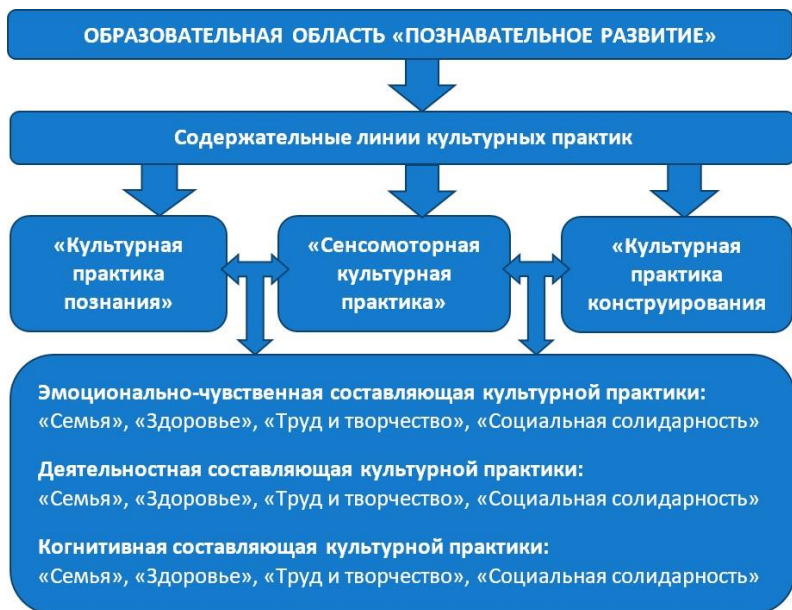 ОБРАЗОВАТЕЛЬНАЯ ОБЛАСТЬ «ПОЗНАВАТЕЛЬНОЕ РАЗВИТИЕ»
Содержательные линии культурных практик
«Культурная
практика
познания»
«Сенсомоторная
культурная
практика»
«Культурная
практика
конструирования
Эмоционально-чувственная составляющая культурной практики:
«Семья», «Здоровье», «Труд и творчество», «Социальная солидарность»
Деятельностная составляющая культурной практики:
«Семья», «Здоровье», «Труд и творчество», «Социальная солидарность»
Когнитивная составляющая культурной практики:
«Семья», «Здоровье», «Труд и творчество», «Социальная солидарность»